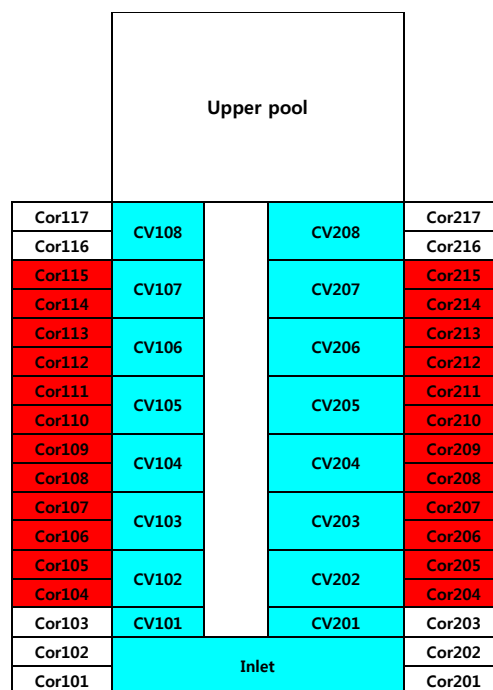 Upper pool
Cor117 CV108 CV208 Cor217
Cor116 Cor216
Cor115 CV107 CV207 Cor215
Cor114 Cor214
Cor113 CV106 CV206 Cor213
Cor112 Cor212
Cor111 CV105 CV205 Cor211
Cor110 Cor210
Cor109 CV104 CV204 Cor209
Cor108 Cor208
Cor107 CV103 CV203 Cor207
Cor106 Cor206
Cor105 CV102 CV202 Cor205
Cor104 Cor204
Cor103 CV101 CV201 Cor203
Cor102 Inlet Cor202
Cor101 Cor201